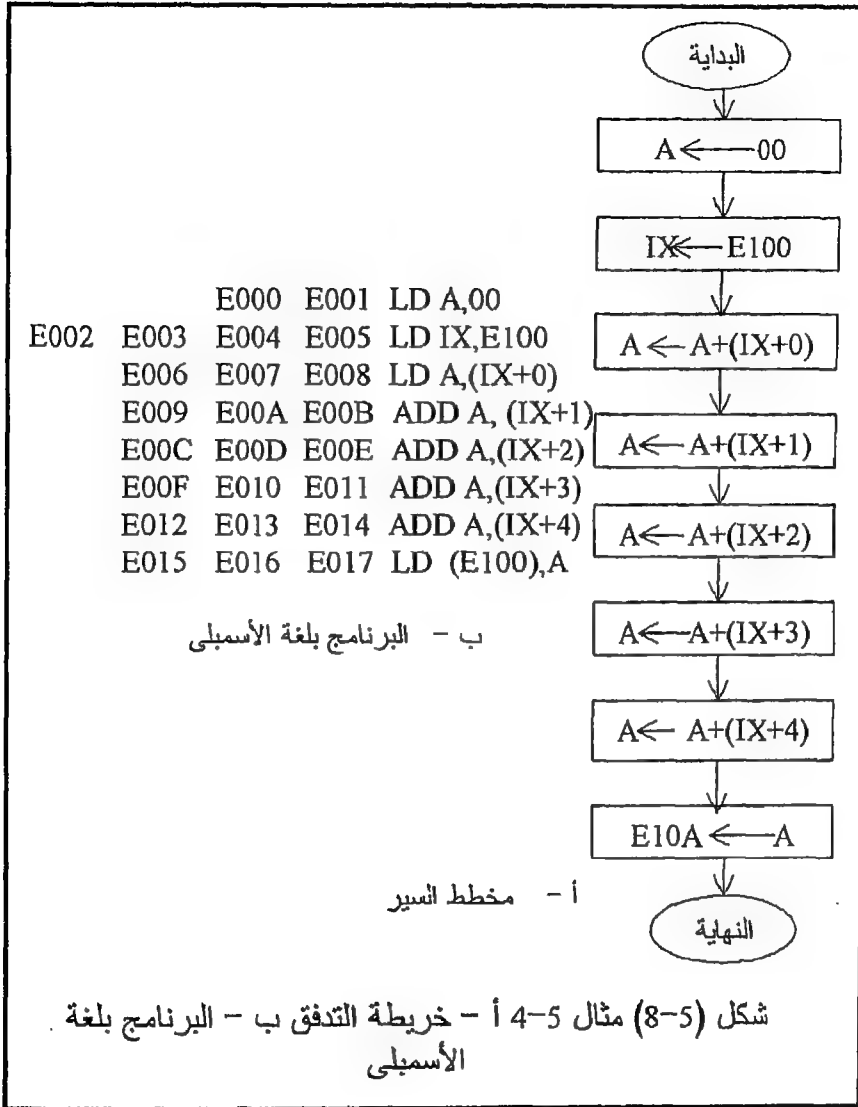 البداية
A ← 00
IX ← E100
A ← A+(IX+0)
A ← A+(IX+1)
A ← A+(IX+2)
A ← A+(IX+3)
A ← A+(IX+4)
E10A ← A
النهاية
أ - مخطط السير
E000 E001 LD A,00
E002 E003 E004 E005 LD IX,E100
E006 E007 E008 LD A,(IX+0)
E009 E00A E00B ADD A, (IX+1)
E00C E00D E00E ADD A,(IX+2)
E00F E010 E011 ADD A,(IX+3)
E012 E013 E014 ADD A,(IX+4)
E015 E016 E017 LD (E100),A
ب - البرنامج بلغة الأسمبلى
شكل (5-8) مثال 5-4 أ - خريطة التدفق ب - البرنامج بلغة
الأسمبلى